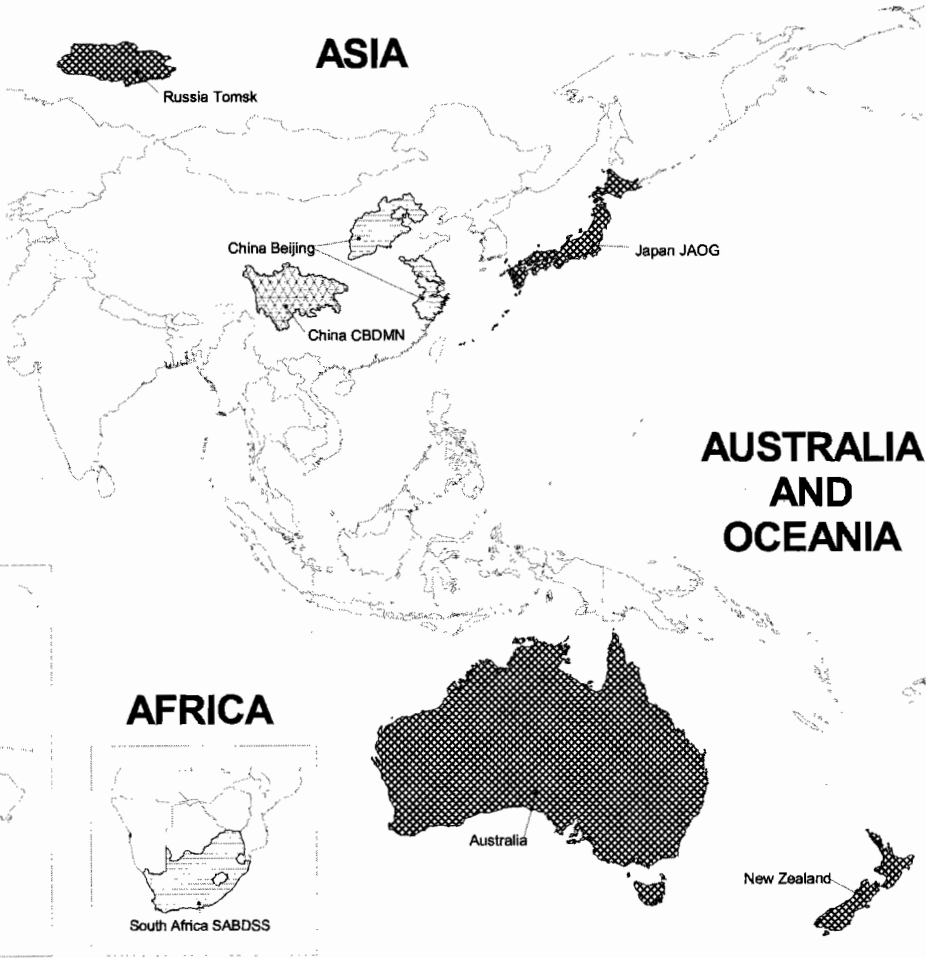 ASIA
Russia Tomsk
China Beijing
Japan JAOG
China CBDMN
AUSTRALIA
AND
OCEANIA
AFRICA
Australia
New Zealand
South Africa SABDSS